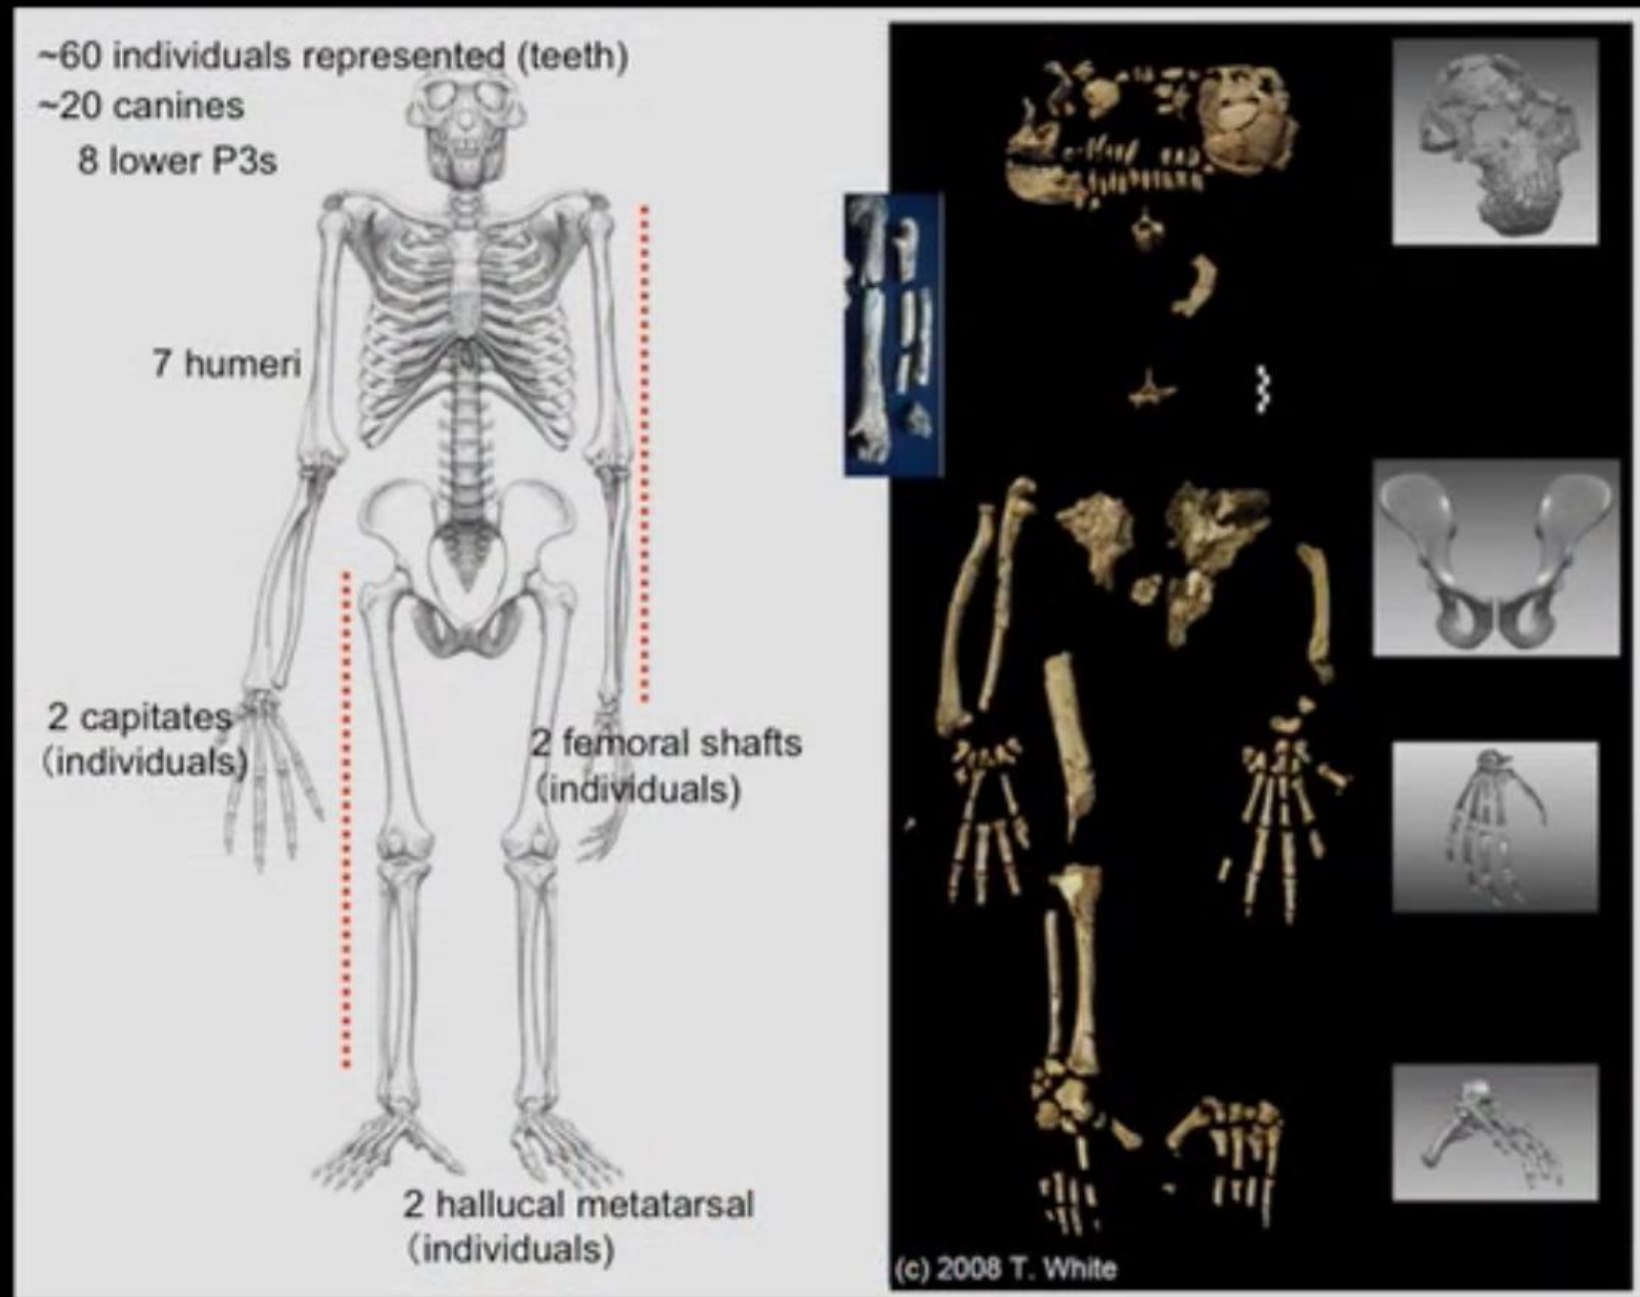 ~60 individuals represented (teeth)
~20 canines
8 lower P3s
7 humeri
2 capitates
(individuals)
2 femoral shafts
(individuals)
2 hallucal metatarsal
(individuals)
(c) 2008 T. White